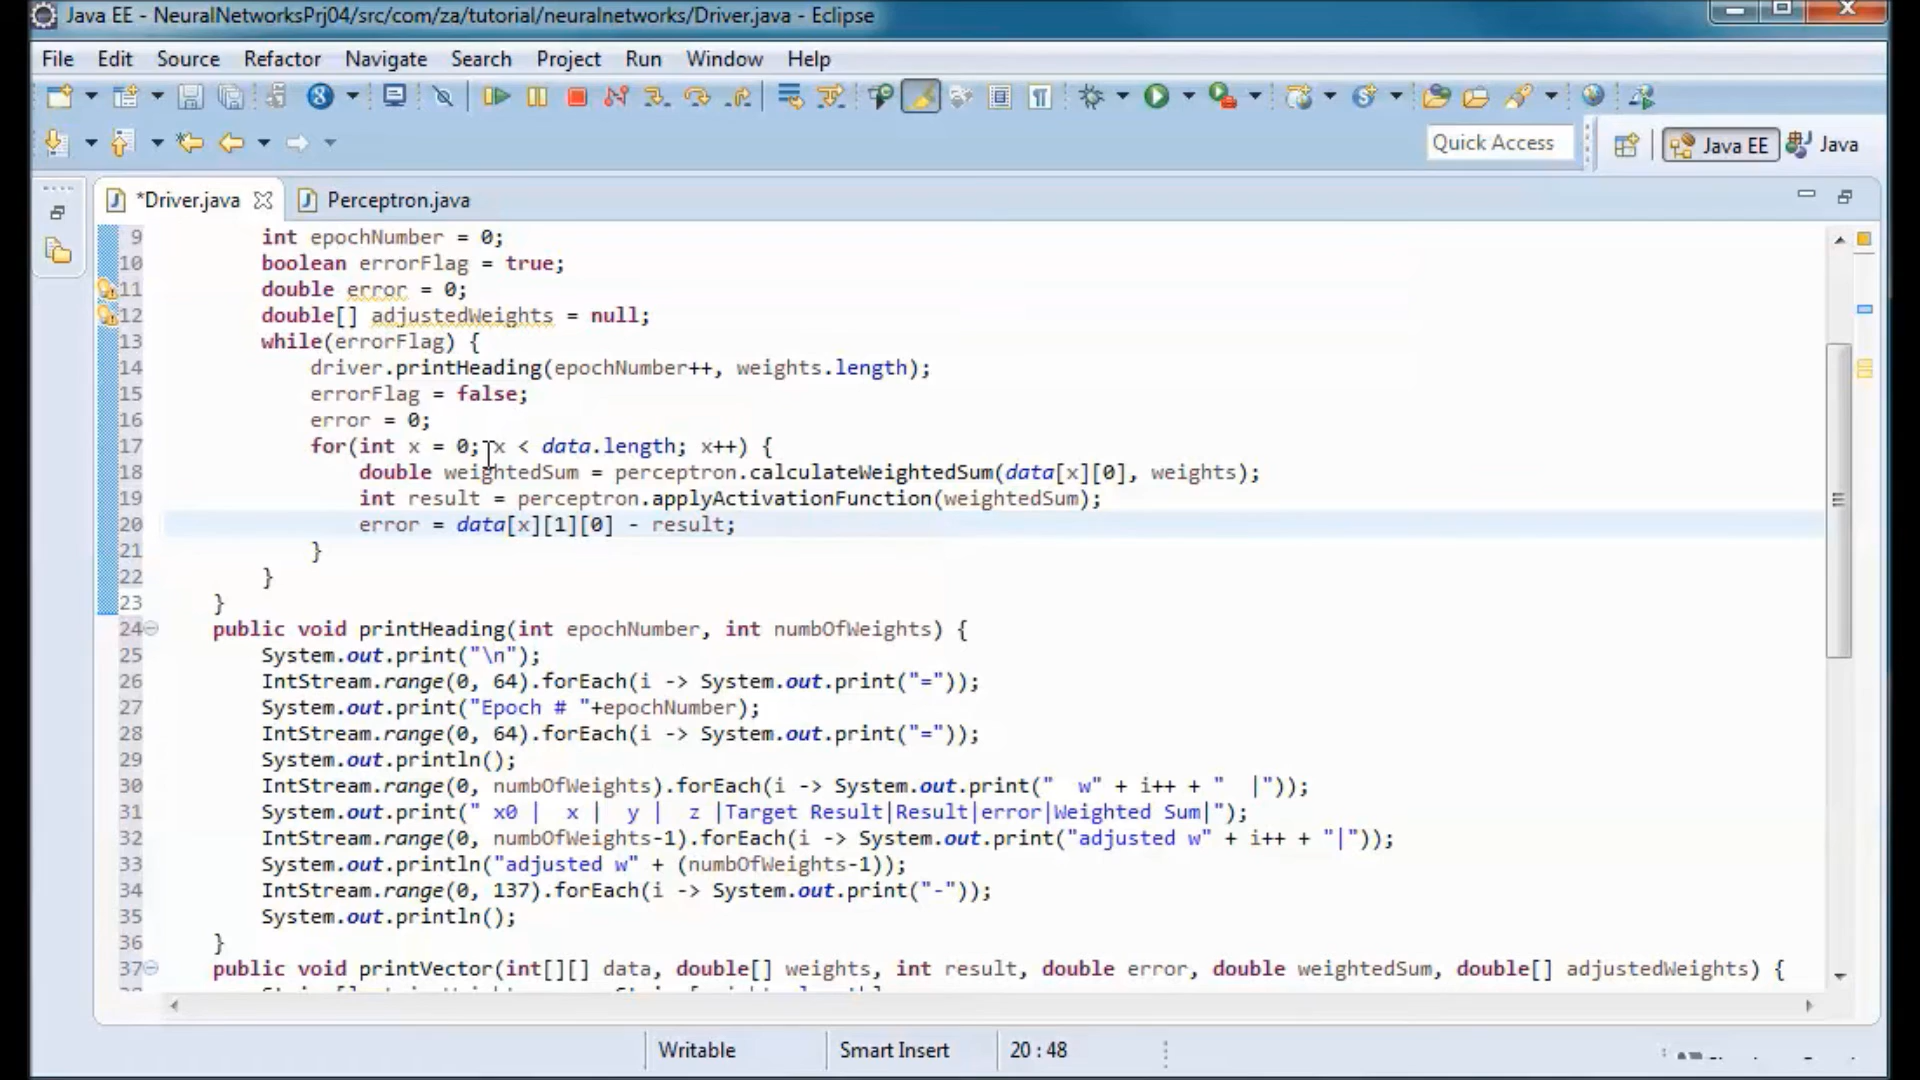 Java EE - NeuralNetworksPrj04/src/com/za/tutorial/neuralnetworks/Driver.java - Eclipse
File Edit Source Refactor Navigate Search Project Run Window Help
Quick Access
Java EE
Java
*Driver.java
Perceptron.java
9 int epochNumber = 0;
10 boolean errorFlag = true;
11 double error = 0;
12 double[] adjustedWeights = null;
13 while(errorFlag) {
14 driver.printHeading(epochNumber++, weights.length);
15 errorFlag = false;
16 error = 0;
17 for(int x = 0; x < data.length; x++) {
18 double weightedSum = perceptron.calculateWeightedSum(data[x][0], weights);
19 int result = perceptron.applyActivationFunction(weightedSum);
20 error = data[x][1][0] - result;
21 }
22 }
23 }
24 public void printHeading(int epochNumber, int numbOfWeights) {
25 System.out.print("\n");
26 IntStream.range(0, 64).forEach(i -> System.out.print("="));
27 System.out.print("Epoch # "+epochNumber);
28 IntStream.range(0, 64).forEach(i -> System.out.print("="));
29 System.out.println();
30 IntStream.range(0, numbOfWeights).forEach(i -> System.out.print("  w" + i++ + "  |"));
31 System.out.print(" x0 |  x |  y |  z |Target Result|Result|error|Weighted Sum|");
32 IntStream.range(0, numbOfWeights-1).forEach(i -> System.out.print("adjusted w" + i++ + "|"));
33 System.out.println("adjusted w" + (numbOfWeights-1));
34 IntStream.range(0, 137).forEach(i -> System.out.print("-"));
35 System.out.println();
36 }
37 public void printVector(int[][] data, double[] weights, int result, double error, double weightedSum, double[] adjustedWeights) {
Writable
Smart Insert
20 : 48